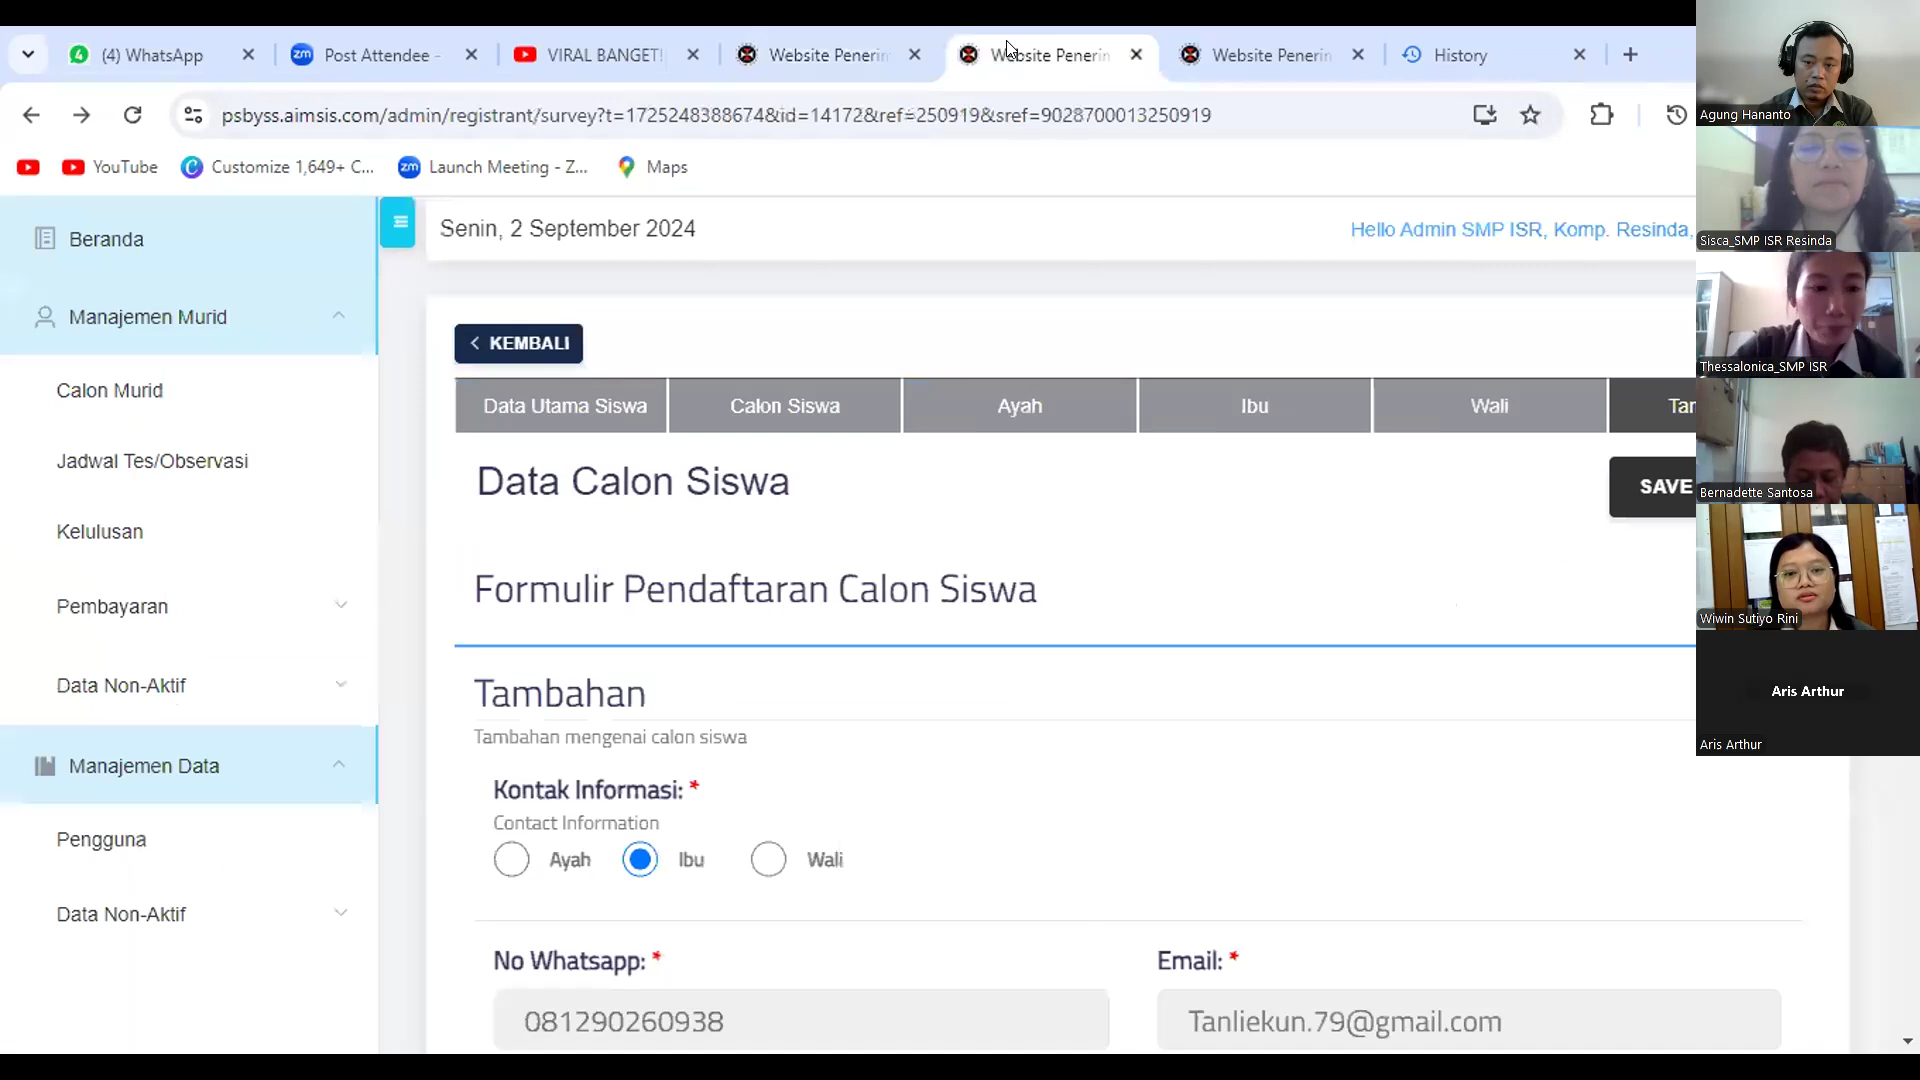 (4) WhatsApp
Post Attendee -
VIRAL BANGET!
Website Penerim
Website Penerin
Website Penerin
History
psbyss.aimsis.com/admin/registrant/survey?t=1725248388674&id=14172&ref=250919&sref=9028700013250919
YouTube
Customize 1,649+ C...
zm Launch Meeting - Z...
Maps
Beranda
Manajemen Murid
Calon Murid
Jadwal Tes/Observasi
Kelulusan
Pembayaran
Data Non-Aktif
Manajemen Data
Pengguna
Data Non-Aktif
Senin, 2 September 2024
Hello Admin SMP ISR, Komp. Resinda,
KEMBALI
Data Utama Siswa
Calon Siswa
Ayah
Ibu
Wali
Tar
Data Calon Siswa
SAVE
Formulir Pendaftaran Calon Siswa
Tambahan
Tambahan mengenai calon siswa
Kontak Informasi: *
Contact Information
Ayah
Ibu
Wali
No Whatsapp: *
Email: *
081290260938
Tanliekun.79@gmail.com
Agung Hananto
Sisca_SMP ISR Resinda
Thessalonica_SMP ISR
Bernadette Santosa
Wiwin Sutiyo Rini
Aris Arthur
Aris Arthur